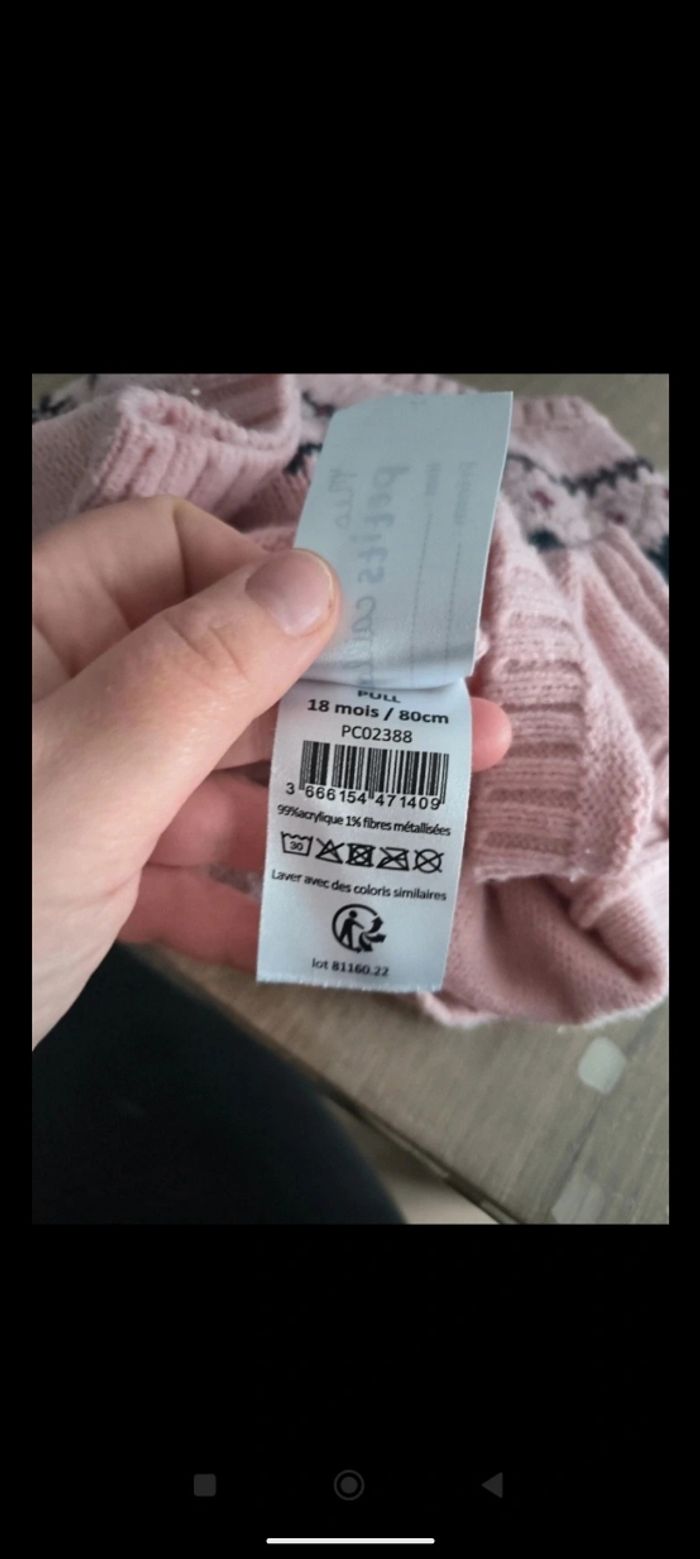 PULL
18 mois / 80cm
PC02388
3 666154 471409
99%acrylique 1% fibres métallisées
30
Laver avec des coloris similaires
lot 81160.22